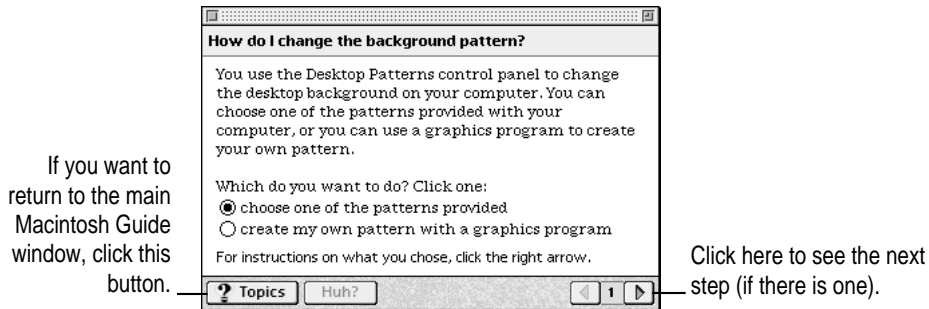 How do I change the background pattern?
You use the Desktop Patterns control panel to change
the desktop background on your computer. You can
choose one of the patterns provided with your
computer, or you can use a graphics program to create
your own pattern.
Which do you want to do? Click one:
choose one of the patterns provided
create my own pattern with a graphics program
For instructions on what you chose, click the right arrow.
? Topics
Huh?
1
If you want to
return to the main
Macintosh Guide
window, click this
button.
Click here to see the next
step (if there is one).